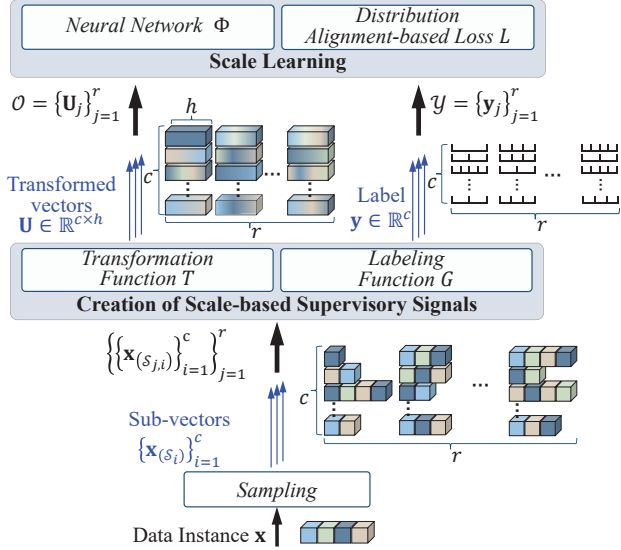 Neural Network Φ
Distribution
Alignment-based Loss L
Scale Learning
𝒪 = {U_j}_{j=1}^r
h
c
...
⋮
r
𝒴 = {y_j}_{j=1}^r
Transformed
vectors
U ∈ ℝ^{c×h}
Label
y ∈ ℝ^c
c
...
⋮
r
Transformation
Function T
Labeling
Function G
Creation of Scale-based Supervisory Signals
{{x_{(𝒮_{j,i})}}_{i=1}^c}_{j=1}^r
c
...
⋮
r
Sub-vectors
{x_{(𝒮_i)}}_{i=1}^c
Sampling
Data Instance x